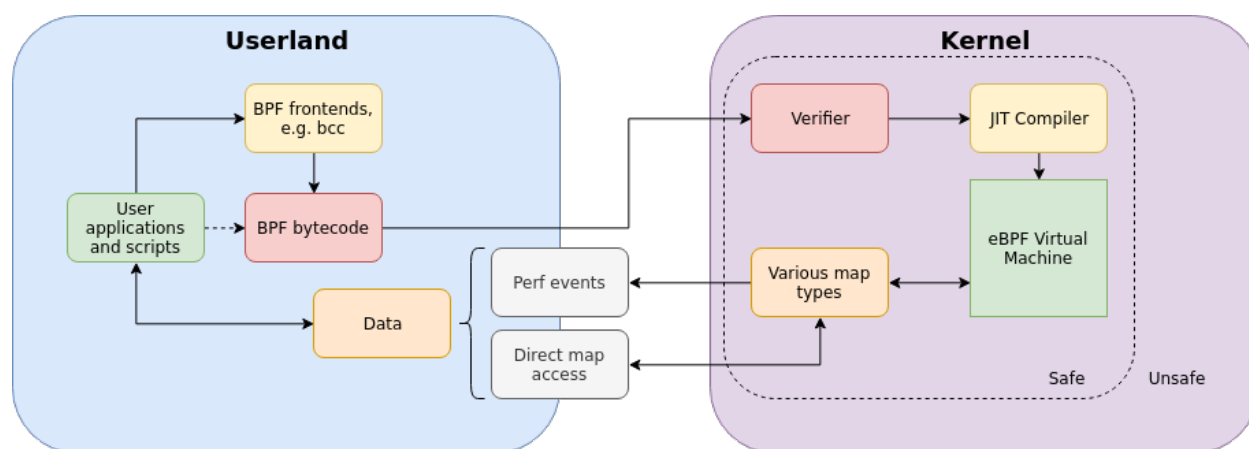 Userland
Kernel
BPF frontends,
e.g. bcc
Verifier
JIT Compiler
User
applications
and scripts
BPF bytecode
eBPF Virtual
Machine
Perf events
Various map
types
Data
Direct map
access
Safe
Unsafe